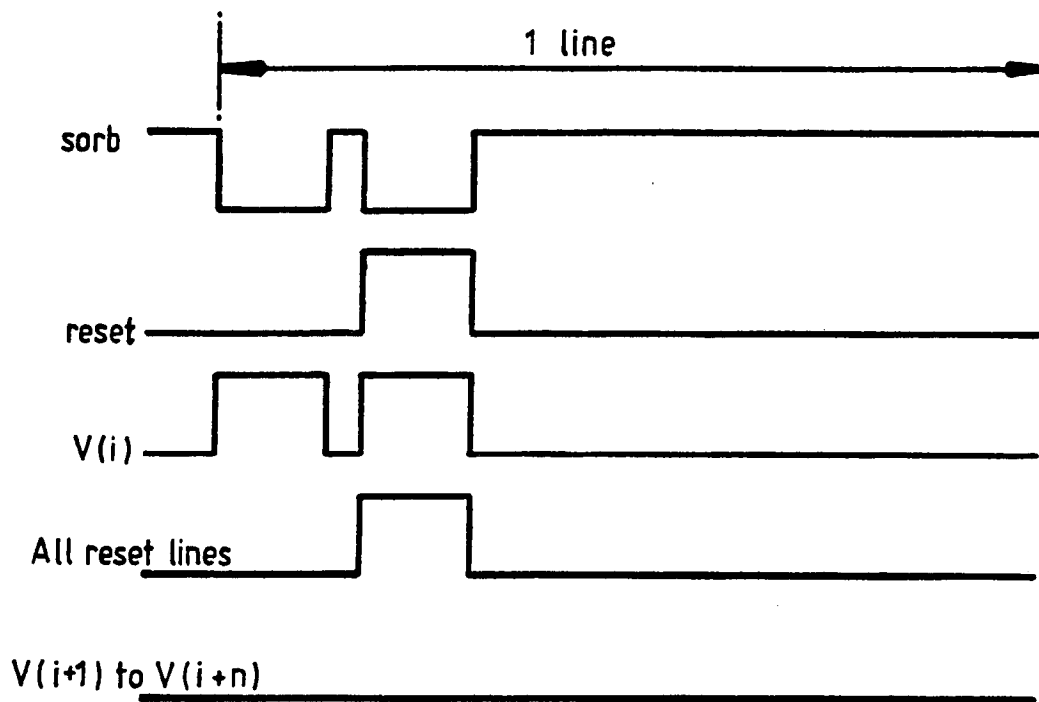 1 line
sorb
reset
V(i)
All reset lines
V(i+1) to V(i+n)